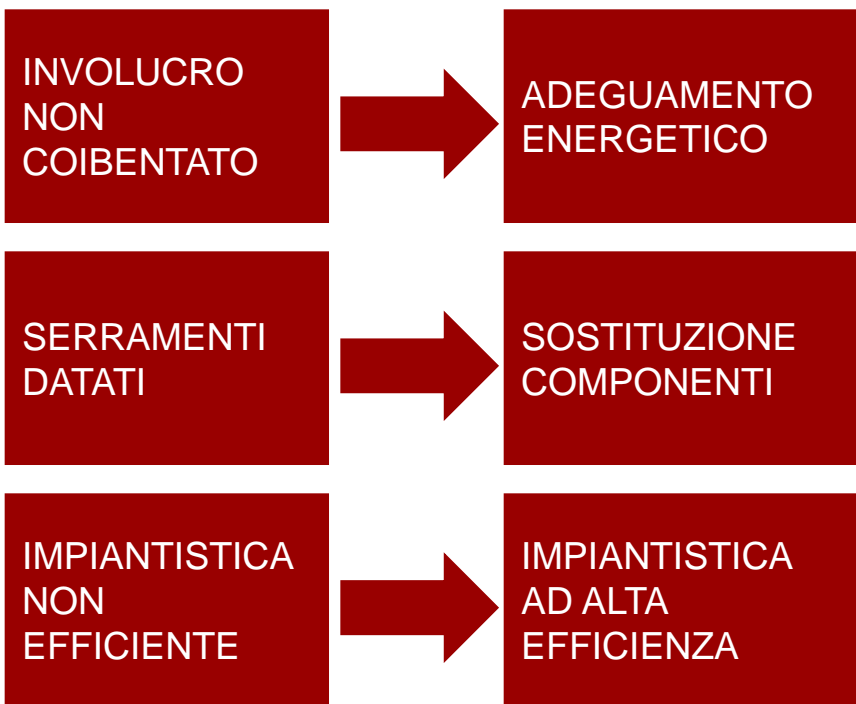 INVOLUCRO
NON
COIBENTATO
ADEGUAMENTO
ENERGETICO
SERRAMENTI
DATATI
SOSTITUZIONE
COMPONENTI
IMPIANTISTICA
NON
EFFICIENTE
IMPIANTISTICA
AD ALTA
EFFICIENZA